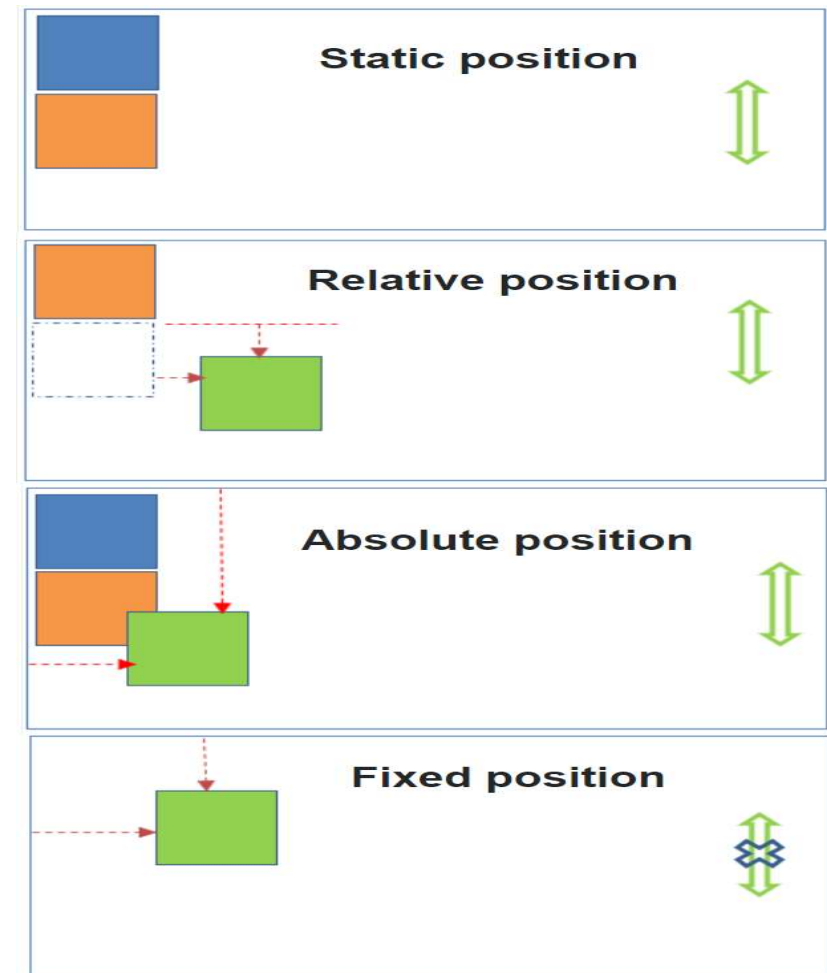 Static position
Relative position
Absolute position
Fixed position